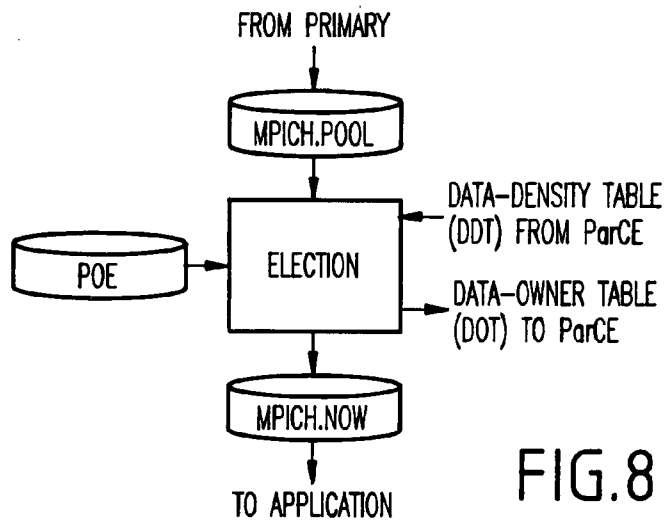 FROM PRIMARY
MPICH.POOL
DATA-DENSITY TABLE
(DDT) FROM ParCE
POE
ELECTION
DATA-OWNER TABLE
(DOT) TO ParCE
MPICH.NOW
TO APPLICATION
FIG.8